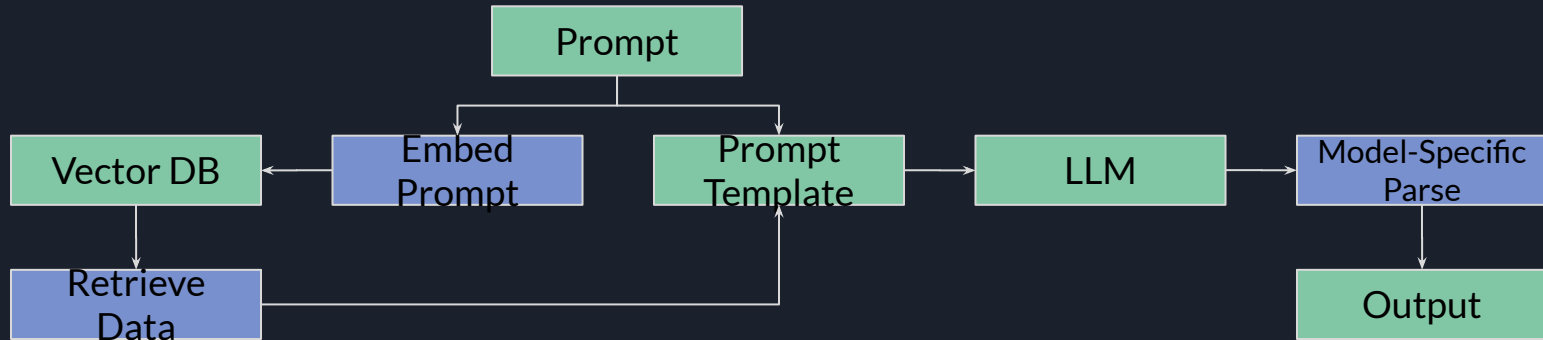 Prompt
Vector DB
Embed
Prompt
Prompt
Template
LLM
Model-Specific
Parse
Retrieve
Data
Output